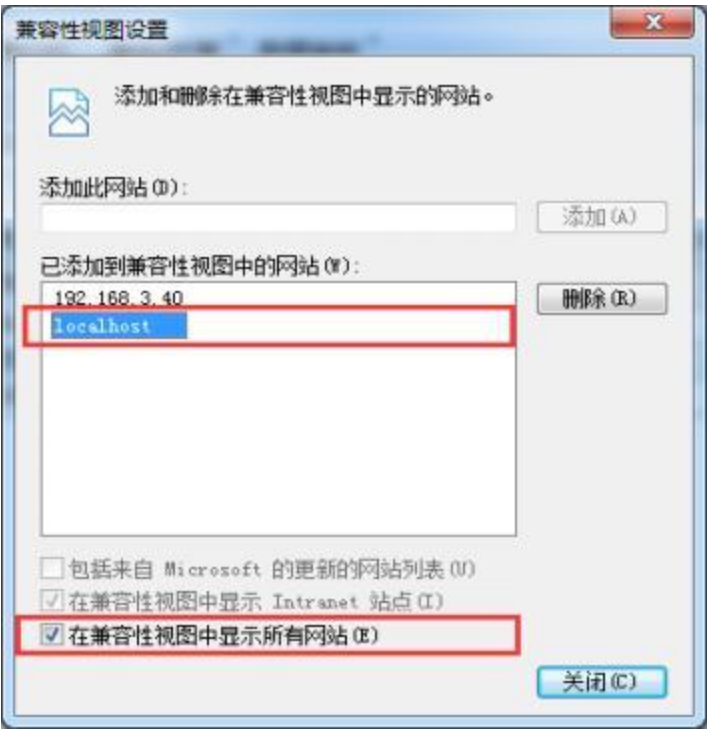 兼容性视图设置
添加和删除在兼容性视图中显示的网站。
添加此网站(D):
添加(A)
已添加到兼容性视图中的网站(W):
192.168.3.40
删除(R)
localhost
包括来自 Microsoft 的更新的网站列表(U)
在兼容性视图中显示 Intranet 站点(I)
在兼容性视图中显示所有网站(E)
关闭(C)